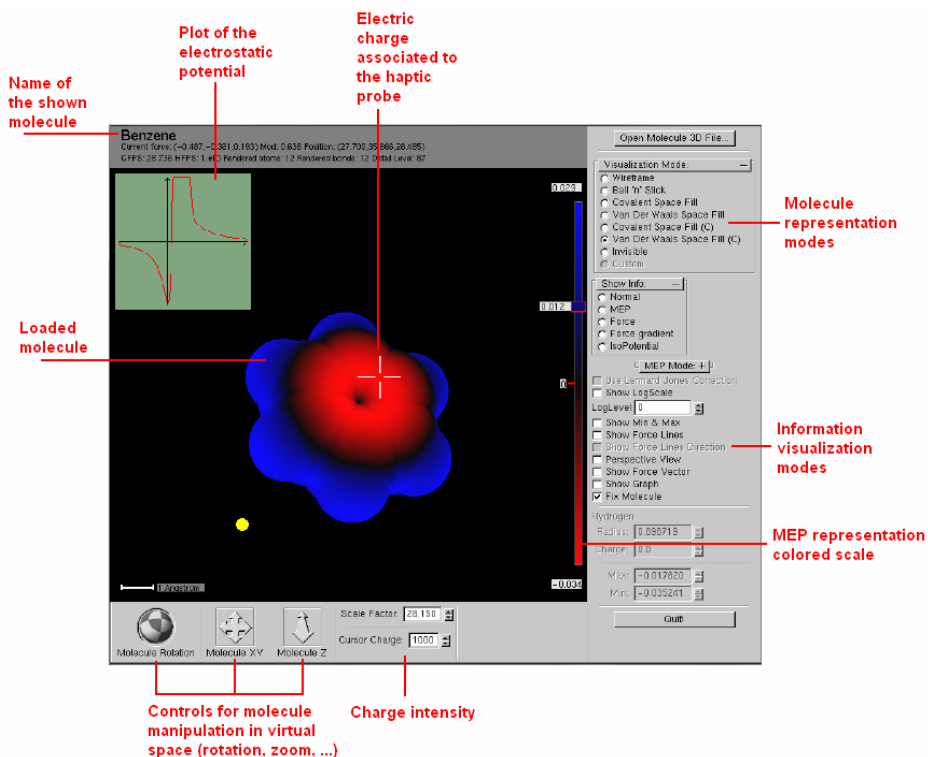 Plot of the
electrostatic
potential
Electric
charge
associated to
the haptic
probe
Name of
the shown
molecule
Benzene
Current force: (-0.487,-0.381,0.193) Mod: 0.638 Position: (27.700,35.666,28.485)
GFPS: 28.736 HFPS: 1 #10 Rendered atoms: 12 Rendered bonds: 12 Detail Level: 87
Open Molecule 3D File...
0.029
Visualization Mode:
Wireframe
Ball 'n' Stick
Covalent Space Fill
Van Der Waals Space Fill
Covalent Space Fill (C)
Van Der Waals Space Fill (C)
Invisible
Custom
Molecule
representation
modes
Show Info:
Normal
MEP
Force
Force gradient
IsoPotential
0.012
Loaded
molecule
MEP Mode: +
0
Use Lennard Jones Correction
Show LogScale
LogLevel 0
Show Min & Max
Show Force Lines
Show Force Lines Direction
Perspective View
Show Force Vector
Show Graph
Fix Molecule
Information
visualization
modes
Hydrogen
Radius: 0.898719
Charge: 0.0
MEP representation
colored scale
Max: -0.017820
Min: -0.035241
-0.034
1 Angstrom
Quit!
Scale Factor: 28.150
Cursor Charge: 1000
Molecule Rotation
Molecule XY
Molecule Z
Controls for molecule
manipulation in virtual
space (rotation, zoom, ...)
Charge intensity